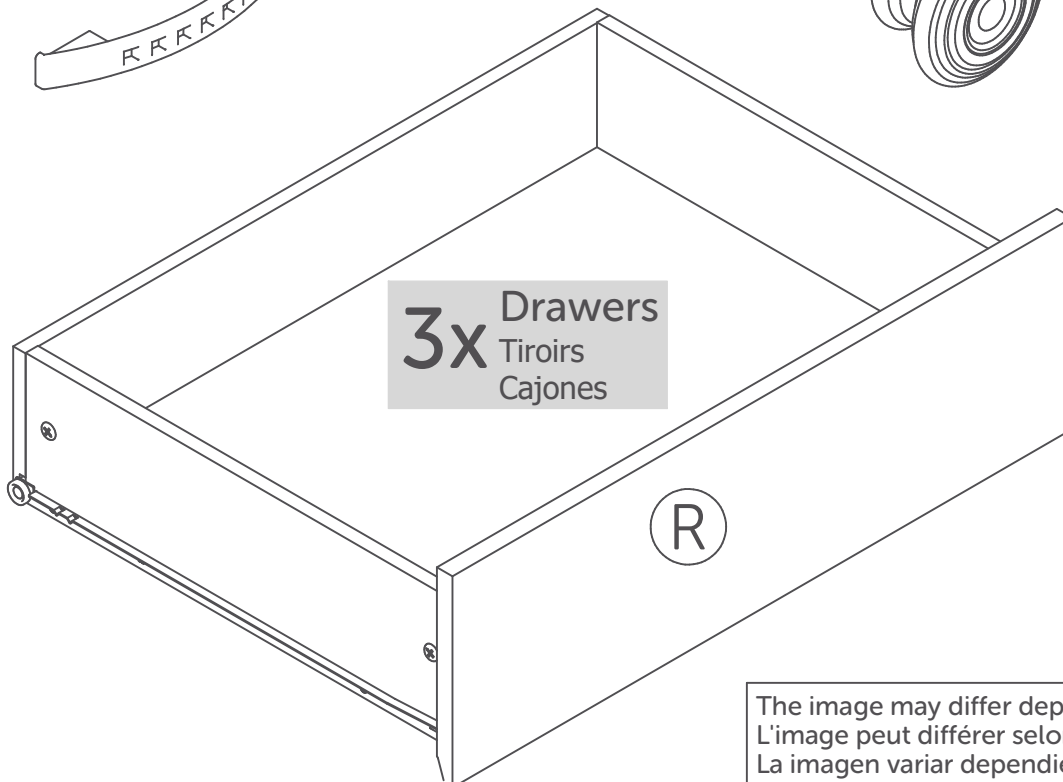 3x
Drawers
Tiroirs
Cajones
R
The image may differ dep
L'image peut différer selo
La imagen variar dependie